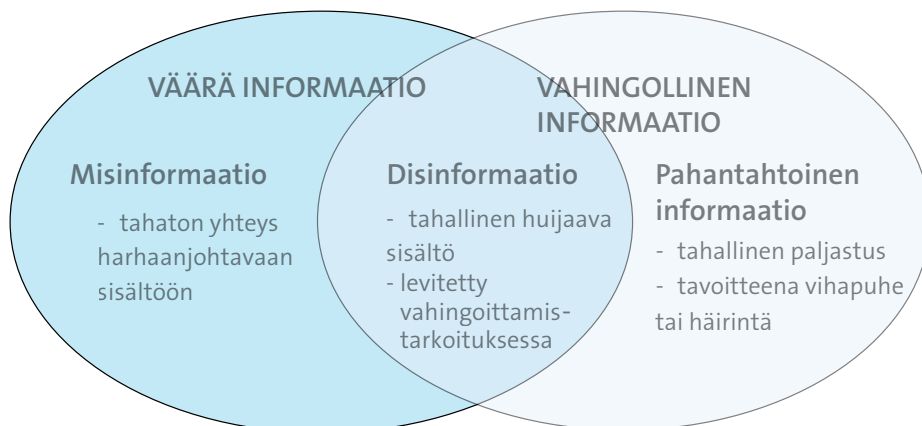 VÄÄRÄ INFORMAATIO
VAHINGOLLINEN
INFORMAATIO
Misinformaatio
- tahaton yhteys
harhaanjohtavaan
sisältöön
Disinformaatio
- tahallinen huijaava
sisältö
- levitetty
vahingoittamis-
tarkoituksessa
Pahantahtoinen
informaatio
- tahallinen paljastus
- tavoitteena vihapuhe
tai häirintä